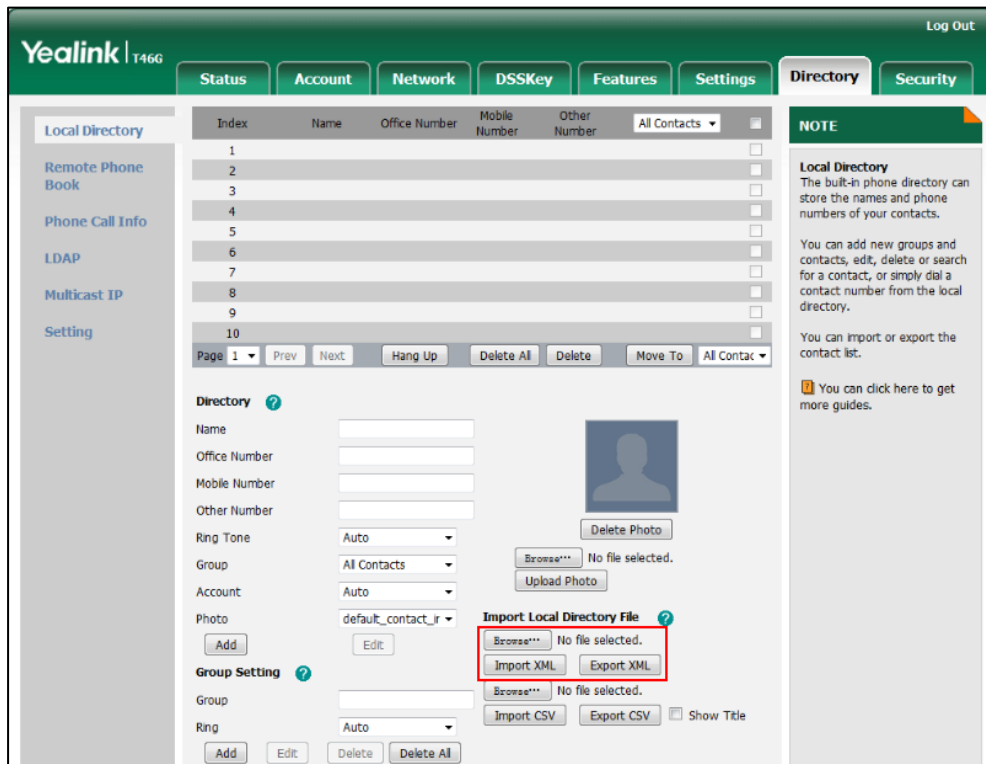 Log Out
Yealink T46G
Status Account Network DSSKey Features Settings Directory Security
Local Directory
Remote Phone
Book
Phone Call Info
LDAP
Multicast IP
Setting
Index Name Office Number Mobile Number Other Number All Contacts
1
2
3
4
5
6
7
8
9
10
Page 1 Prev Next Hang Up Delete All Delete Move To All Contac
Directory ?
Name
Office Number
Mobile Number
Other Number
Ring Tone Auto
Group All Contacts
Account Auto
Photo default_contact_ir
Add Edit
Group Setting ?
Group
Ring Auto
Add Edit Delete Delete All
Delete Photo
Browse... No file selected.
Upload Photo
Import Local Directory File ?
Browse... No file selected.
Import XML Export XML
Browse... No file selected.
Import CSV Export CSV Show Title
NOTE
Local Directory
The built-in phone directory can
store the names and phone
numbers of your contacts.
You can add new groups and
contacts, edit, delete or search
for a contact, or simply dial a
contact number from the local
directory.
You can import or export the
contact list.
? You can click here to get
more guides.